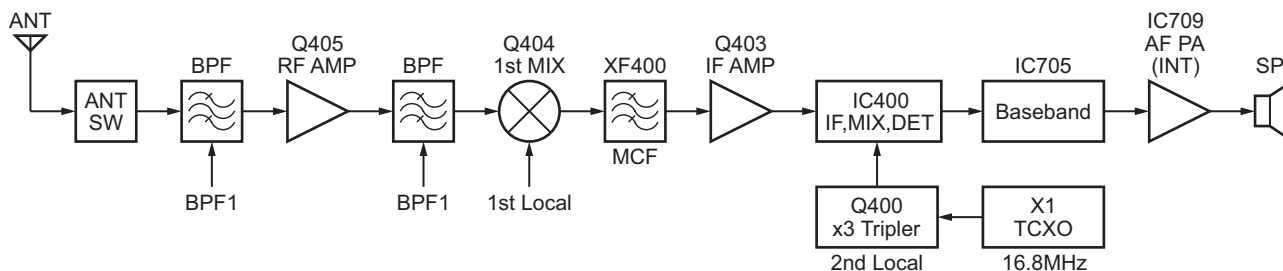 ANT
ANT
SW
BPF
BPF1
Q405
RF AMP
BPF
BPF1
Q404
1st MIX
1st Local
XF400
MCF
Q403
IF AMP
IC400
IF,MIX,DET
Q400
x3 Tripler
2nd Local
X1
TCXO
16.8MHz
IC705
Baseband
IC709
AF PA
(INT)
SP